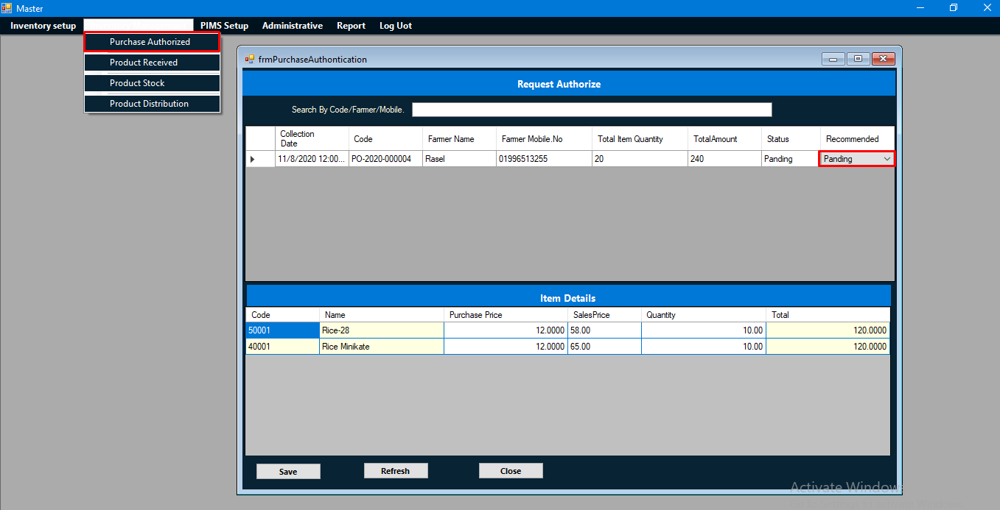 Master
Inventory setup PIMS Setup Administrative Report Log Uot
Purchase Authorized
Product Received
Product Stock
Product Distribution
frmPurchaseAuthontication
Request Authorize
Search By Code/Farmer/Mobile.
Collection Date Code Farmer Name Farmer Mobile.No Total Item Quantity TotalAmount Status Recommended
11/8/2020 12:00... PO-2020-000004 Rasel 01996513255 20 240 Panding Panding
Item Details
Code Name Purchase Price SalesPrice Quantity Total
50001 Rice-28 12.0000 58.00 10.00 120.0000
40001 Rice Minikate 12.0000 65.00 10.00 120.0000
Save Refresh Close
Activate Windows